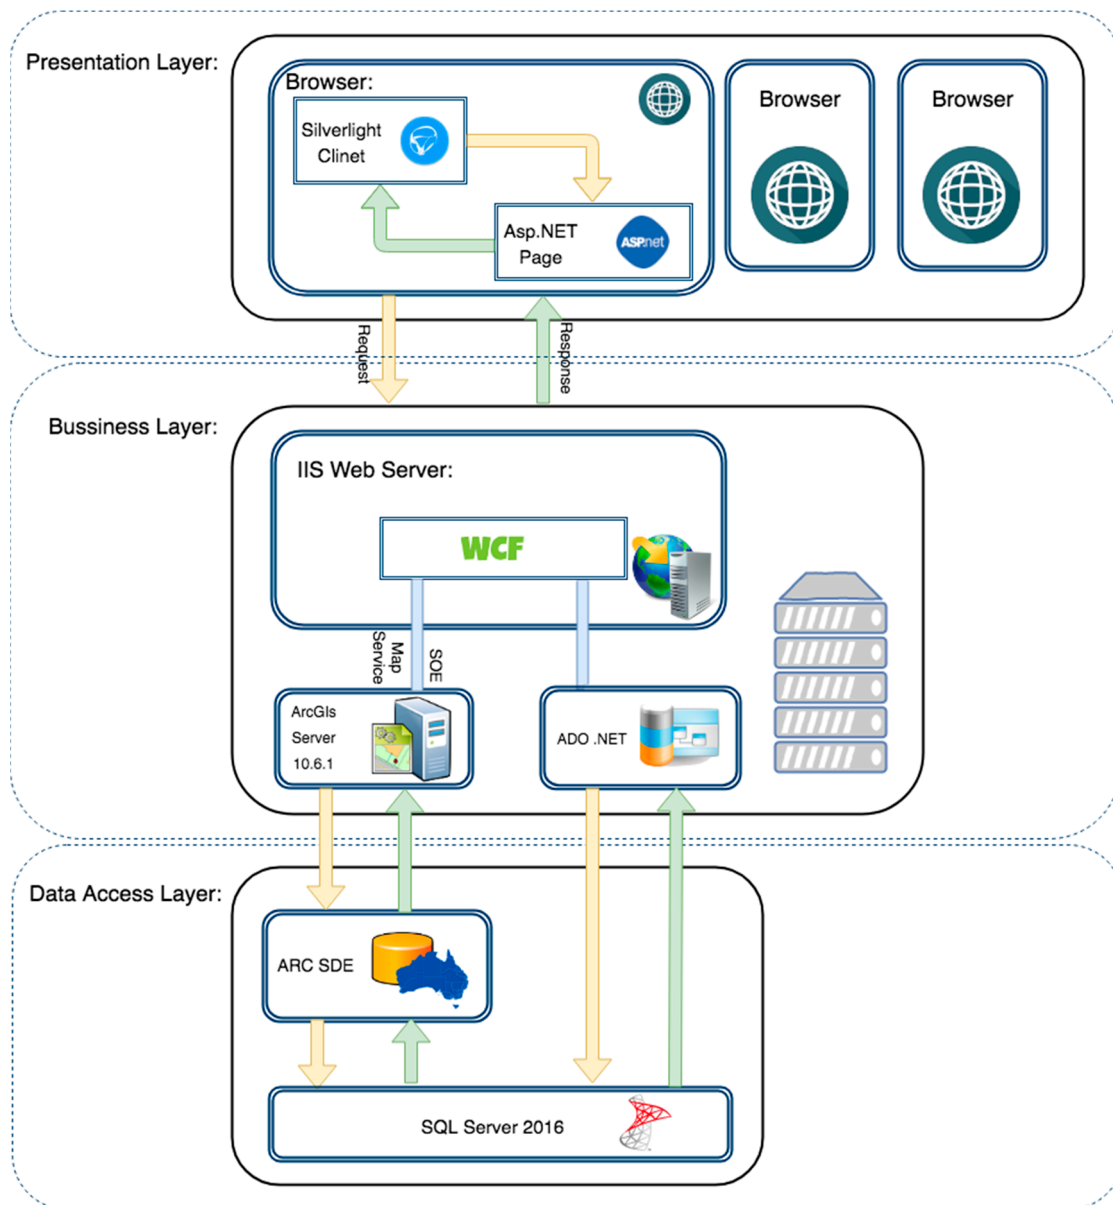 Presentation Layer:
Browser:
Silverlight
Clinet
Asp.NET
Page
ASP.net
Browser
Browser
Request
Response
Bussiness Layer:
IIS Web Server:
WCF
Map
Service
SOE
ArcGIs
Server
10.6.1
ADO .NET
Data Access Layer:
ARC SDE
SQL Server 2016